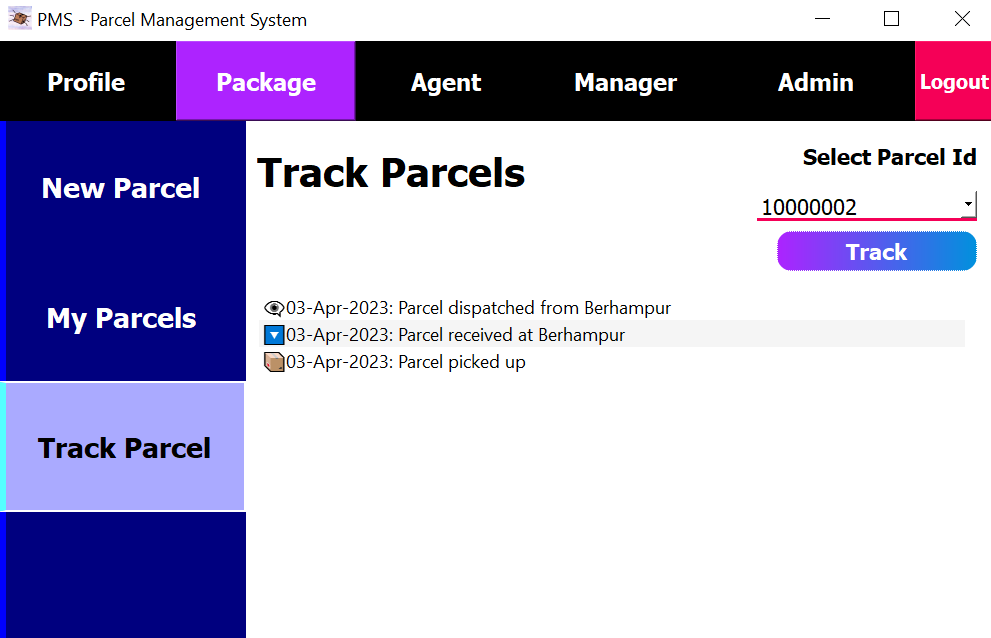 PMS - Parcel Management System
Profile Package Agent Manager Admin Logout
New Parcel
My Parcels
Track Parcel
Track Parcels
Select Parcel Id
10000002
Track
03-Apr-2023: Parcel dispatched from Berhampur
03-Apr-2023: Parcel received at Berhampur
03-Apr-2023: Parcel picked up